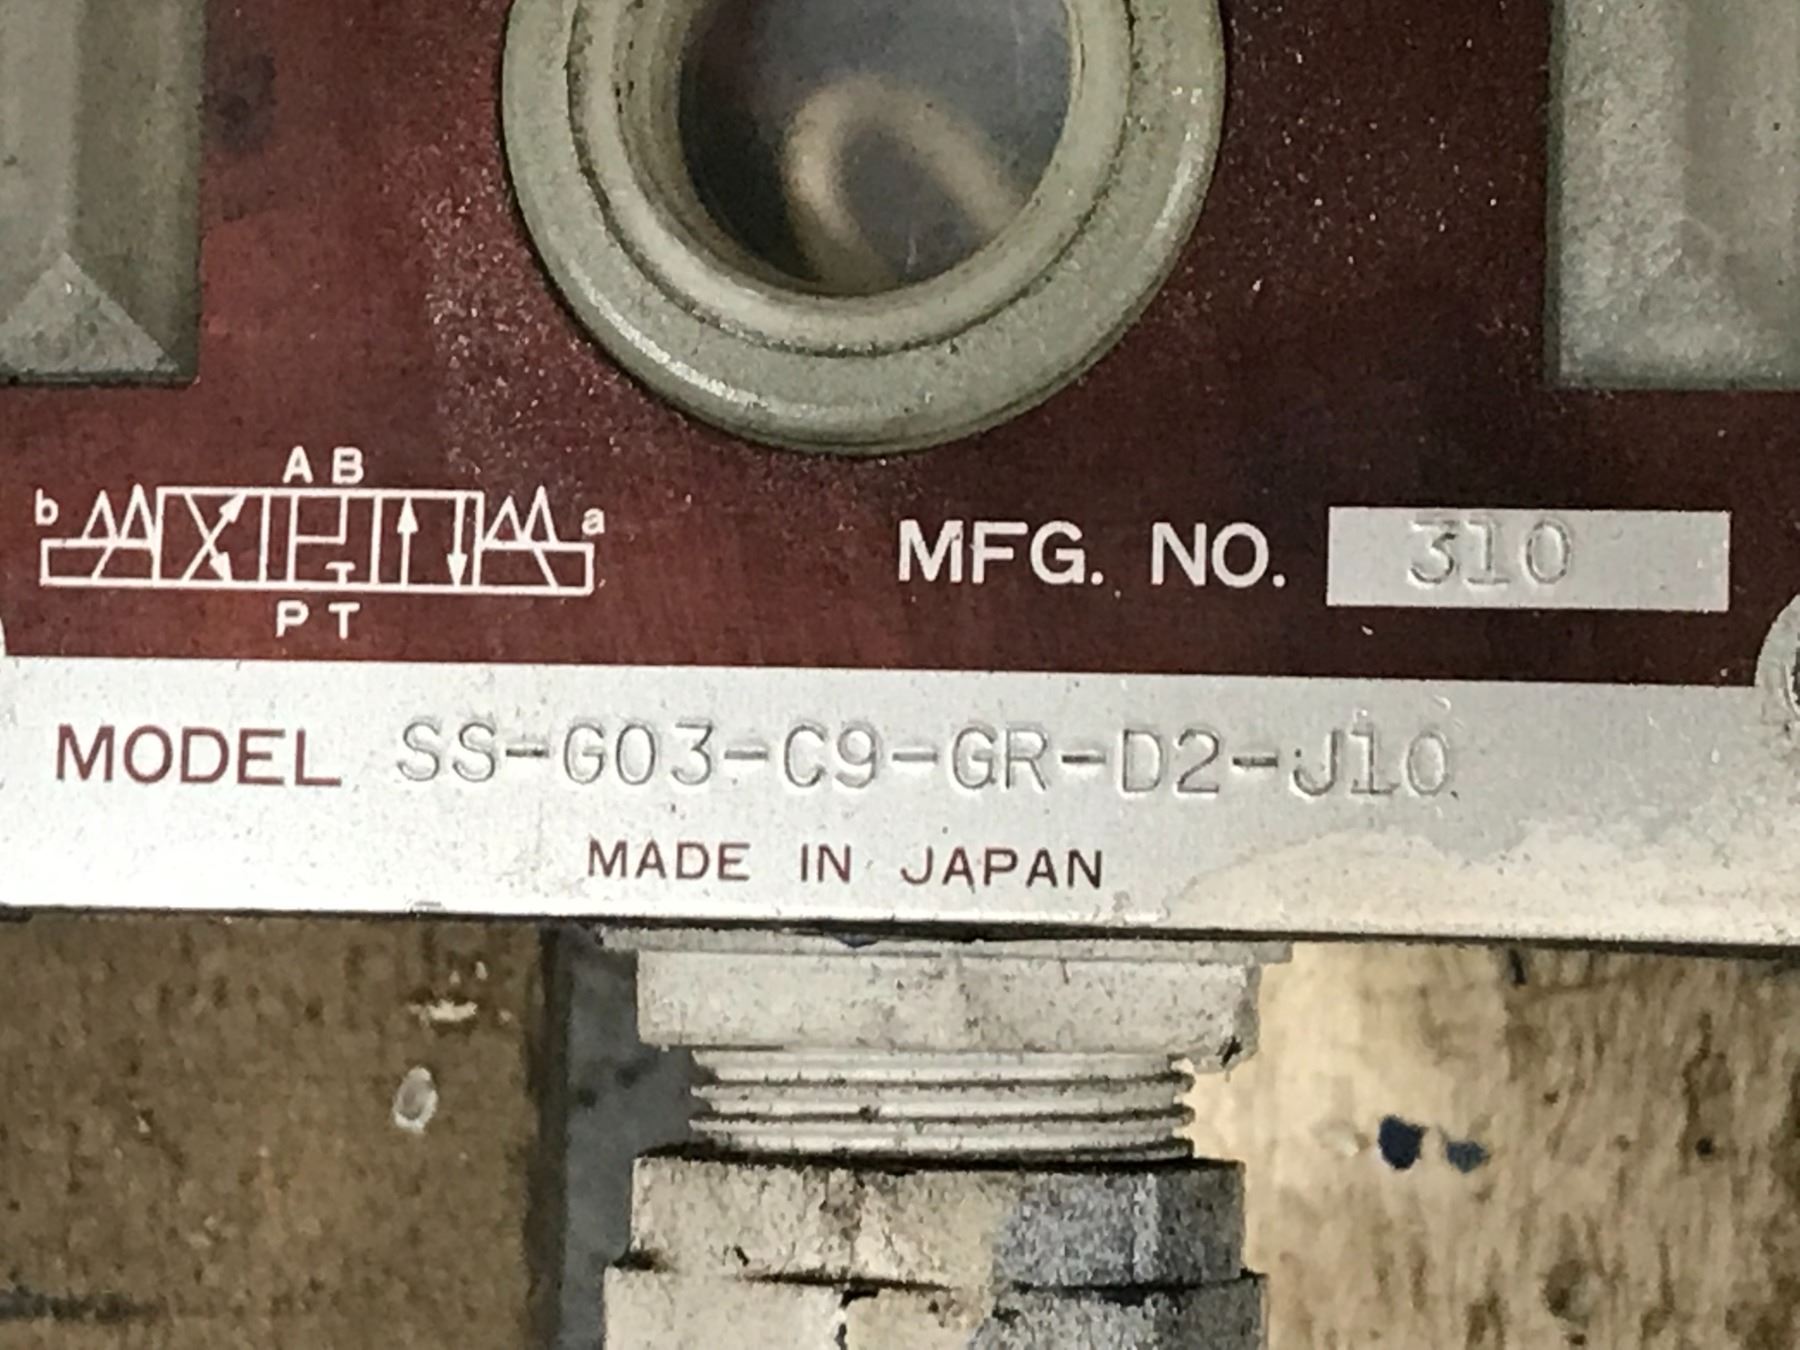 A B
b a
MFG. NO. 310
P T
MODEL SS-G03-C9-GR-D2-J10
MADE IN JAPAN